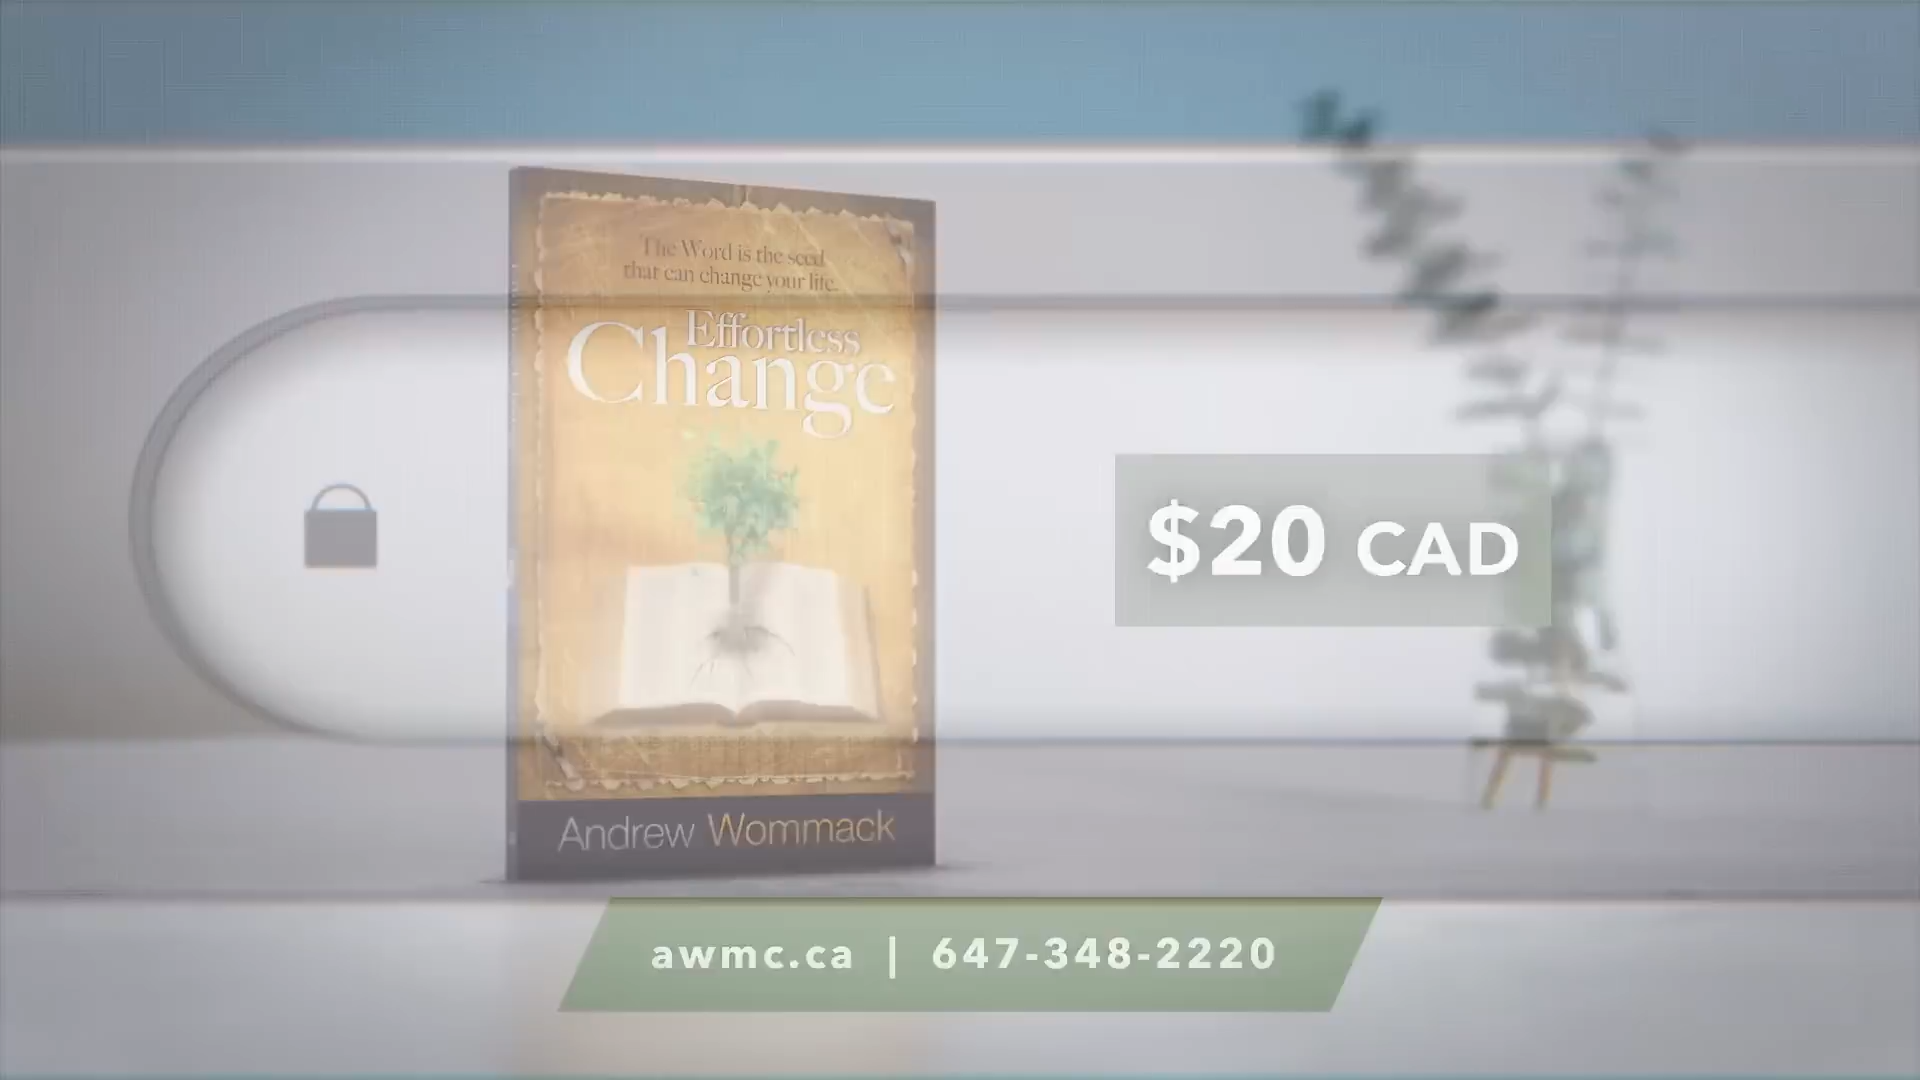 The Word is the seed
that can change your life.
Effortless
Change
$20 CAD
Andrew Wommack
awmc.ca | 647-348-2220